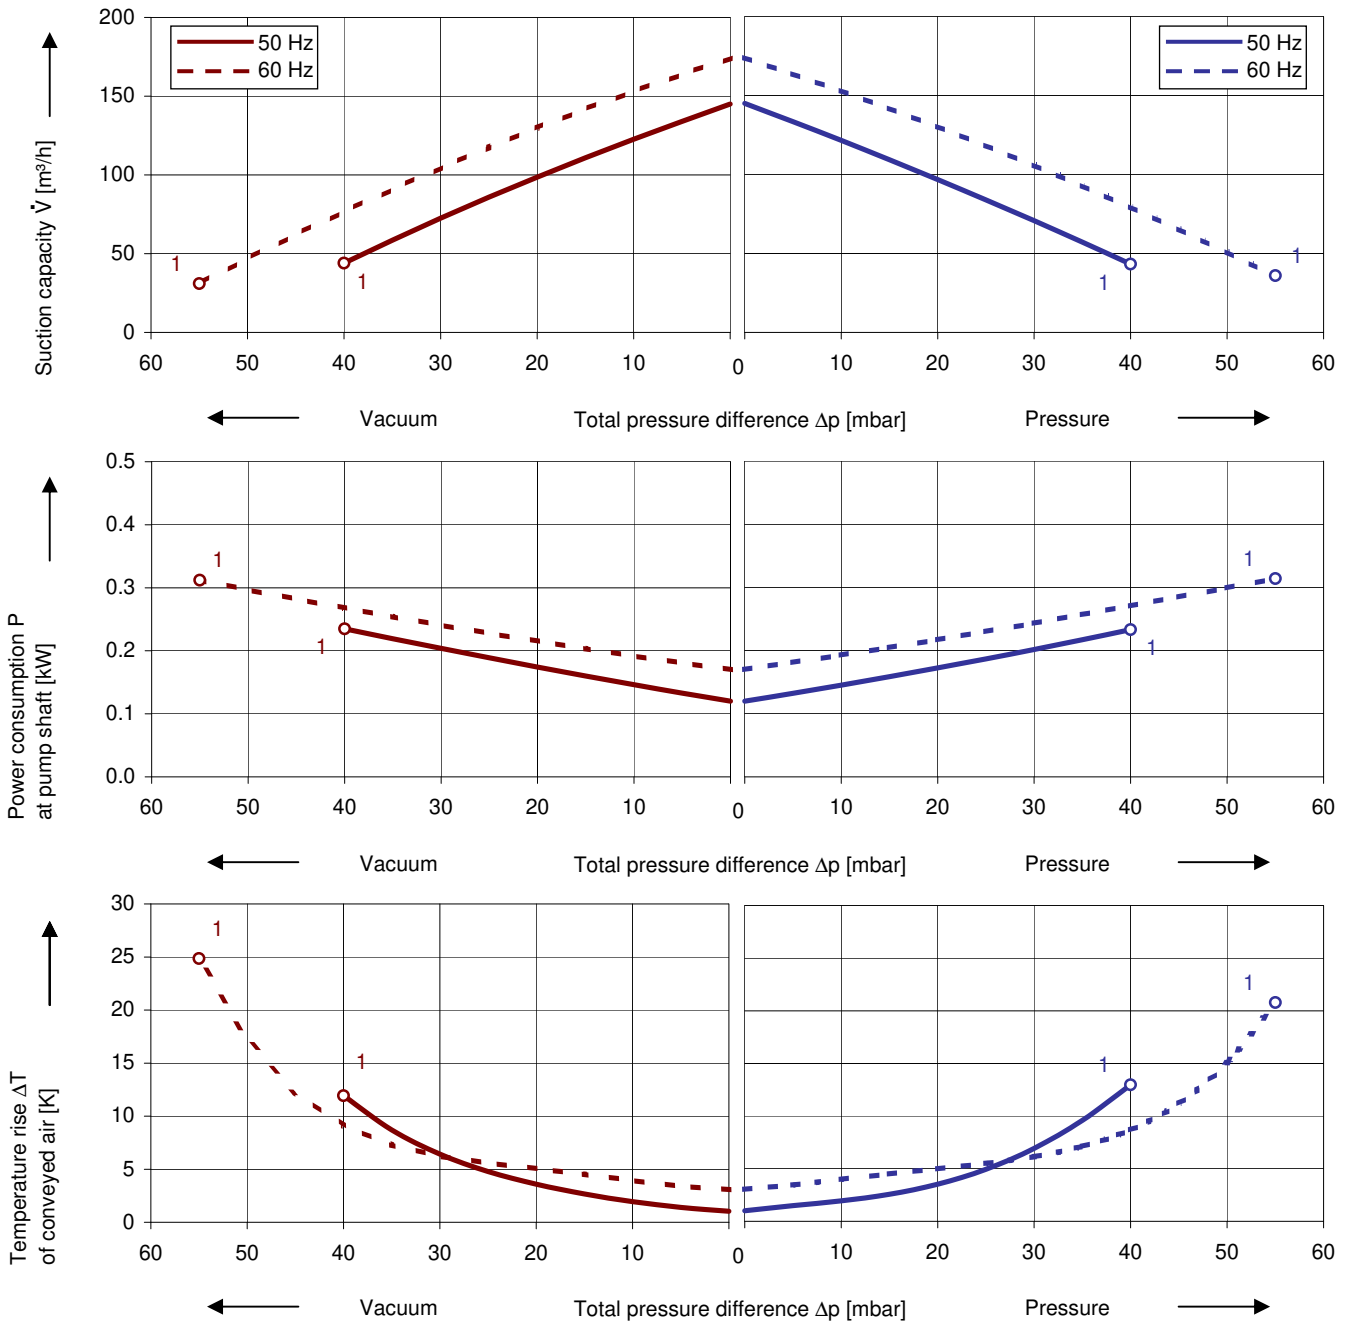 200
50 Hz
60 Hz
50 Hz
60 Hz
150
100
50
0
Suction capacity V̇ [m³/h]
1
1
1
1
60 50 40 30 20 10 0 10 20 30 40 50 60
Vacuum Total pressure difference Δp [mbar] Pressure
0.5
0.4
0.3
0.2
0.1
0.0
Power consumption P
at pump shaft [kW]
1
1
1
1
60 50 40 30 20 10 0 10 20 30 40 50 60
Vacuum Total pressure difference Δp [mbar] Pressure
30
25
20
15
10
5
0
Temperature rise ΔT
of conveyed air [K]
1
1
1
1
60 50 40 30 20 10 0 10 20 30 40 50 60
Vacuum Total pressure difference Δp [mbar] Pressure